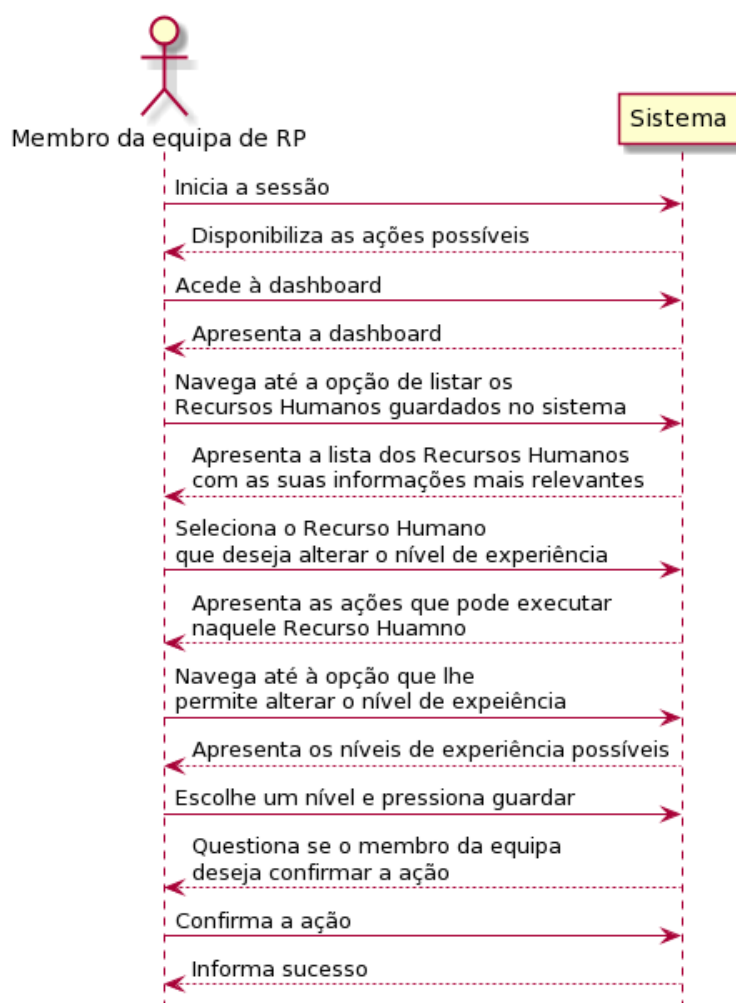 Membro da equipa de RP
Sistema
Inicia a sessão
Disponibiliza as ações possíveis
Acede à dashboard
Apresenta a dashboard
Navega até a opção de listar os
Recursos Humanos guardados no sistema
Apresenta a lista dos Recursos Humanos
com as suas informações mais relevantes
Seleciona o Recurso Humano
que deseja alterar o nível de experiência
Apresenta as ações que pode executar
naquele Recurso Huamno
Navega até à opção que lhe
permite alterar o nível de expeiência
Apresenta os níveis de experiência possíveis
Escolhe um nível e pressiona guardar
Questiona se o membro da equipa
deseja confirmar a ação
Confirma a ação
Informa sucesso